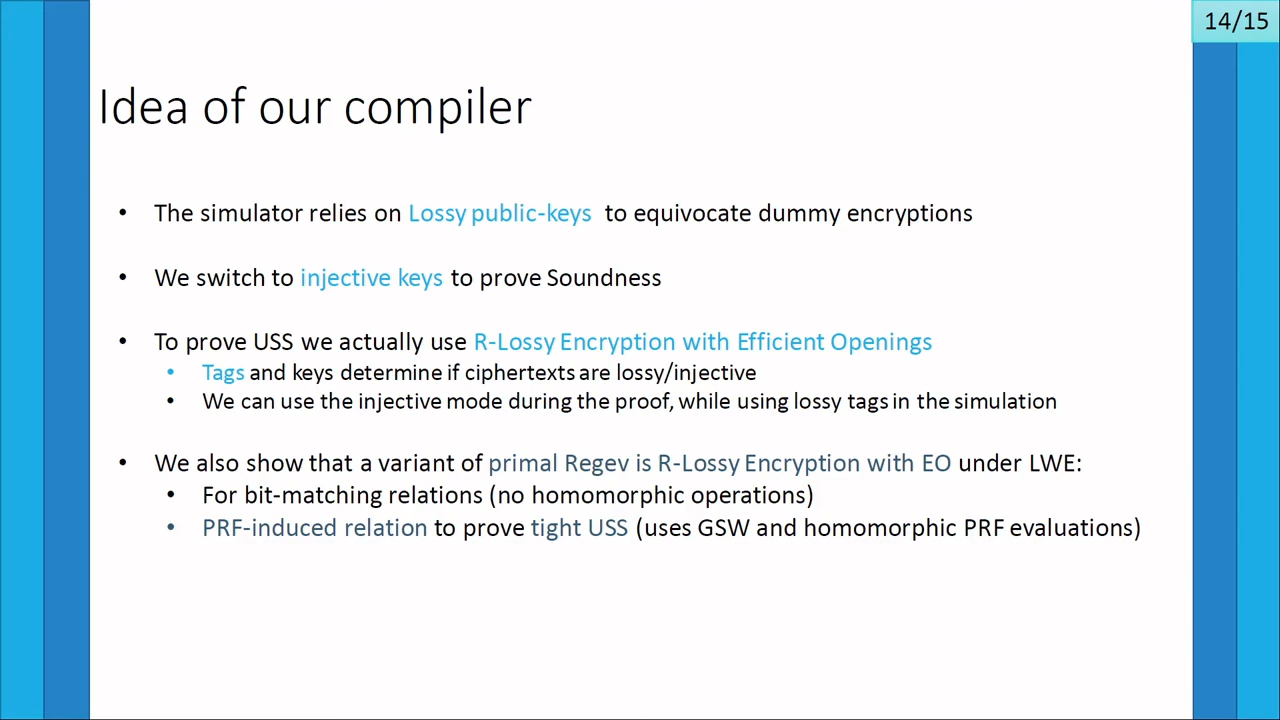 14/15
Idea of our compiler
• The simulator relies on Lossy public-keys to equivocate dummy encryptions
• We switch to injective keys to prove Soundness
• To prove USS we actually use R-Lossy Encryption with Efficient Openings
• Tags and keys determine if ciphertexts are lossy/injective
• We can use the injective mode during the proof, while using lossy tags in the simulation
• We also show that a variant of primal Regev is R-Lossy Encryption with EO under LWE:
• For bit-matching relations (no homomorphic operations)
• PRF-induced relation to prove tight USS (uses GSW and homomorphic PRF evaluations)